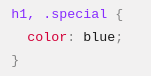 h1, .special {
  color: blue;
}